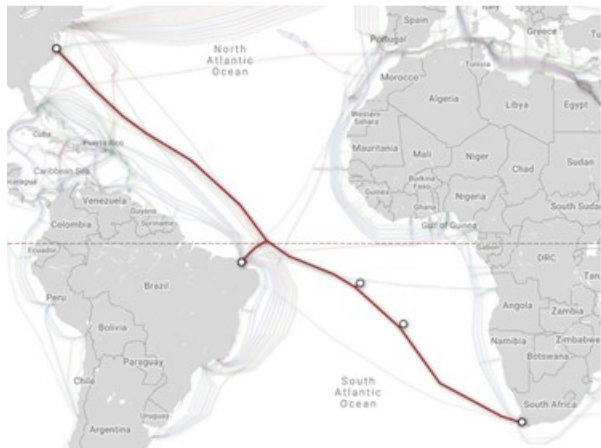 Spain
Portugal
Greece
Tu
North
Atlantic
Ocean
Tunisia
Morocco
Algeria
Libya
Egypt
Western
Sahara
Cuba
Puerto Rico
Mauritania
Mali
Niger
Chad
Sudan
Caribbean Sea
Burkina
Faso
Guinea
Ghana
Nigeria
South Sudan
Venezuela
Guyana
Suriname
Colombia
Gulf of Guinea
Ecuador
Gabon
DRC
Brazil
Peru
Angola
Zambia
Bolivia
Namibia
Zimbabwe
Botswana
Paraguay
Chile
South
Atlantic
Ocean
South Africa
Uruguay
Argentina